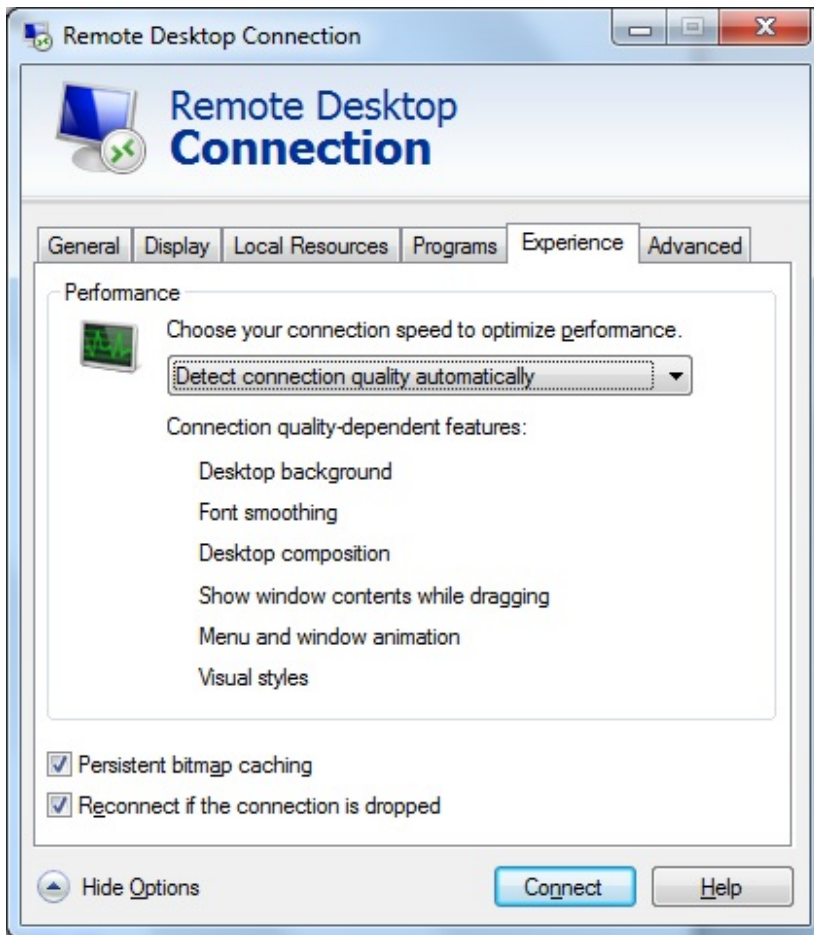 Remote Desktop Connection
Remote Desktop
Connection
General Display Local Resources Programs Experience Advanced
Performance
Choose your connection speed to optimize performance.
Detect connection quality automatically
Connection quality-dependent features:
Desktop background
Font smoothing
Desktop composition
Show window contents while dragging
Menu and window animation
Visual styles
Persistent bitmap caching
Reconnect if the connection is dropped
Hide Options Connect Help